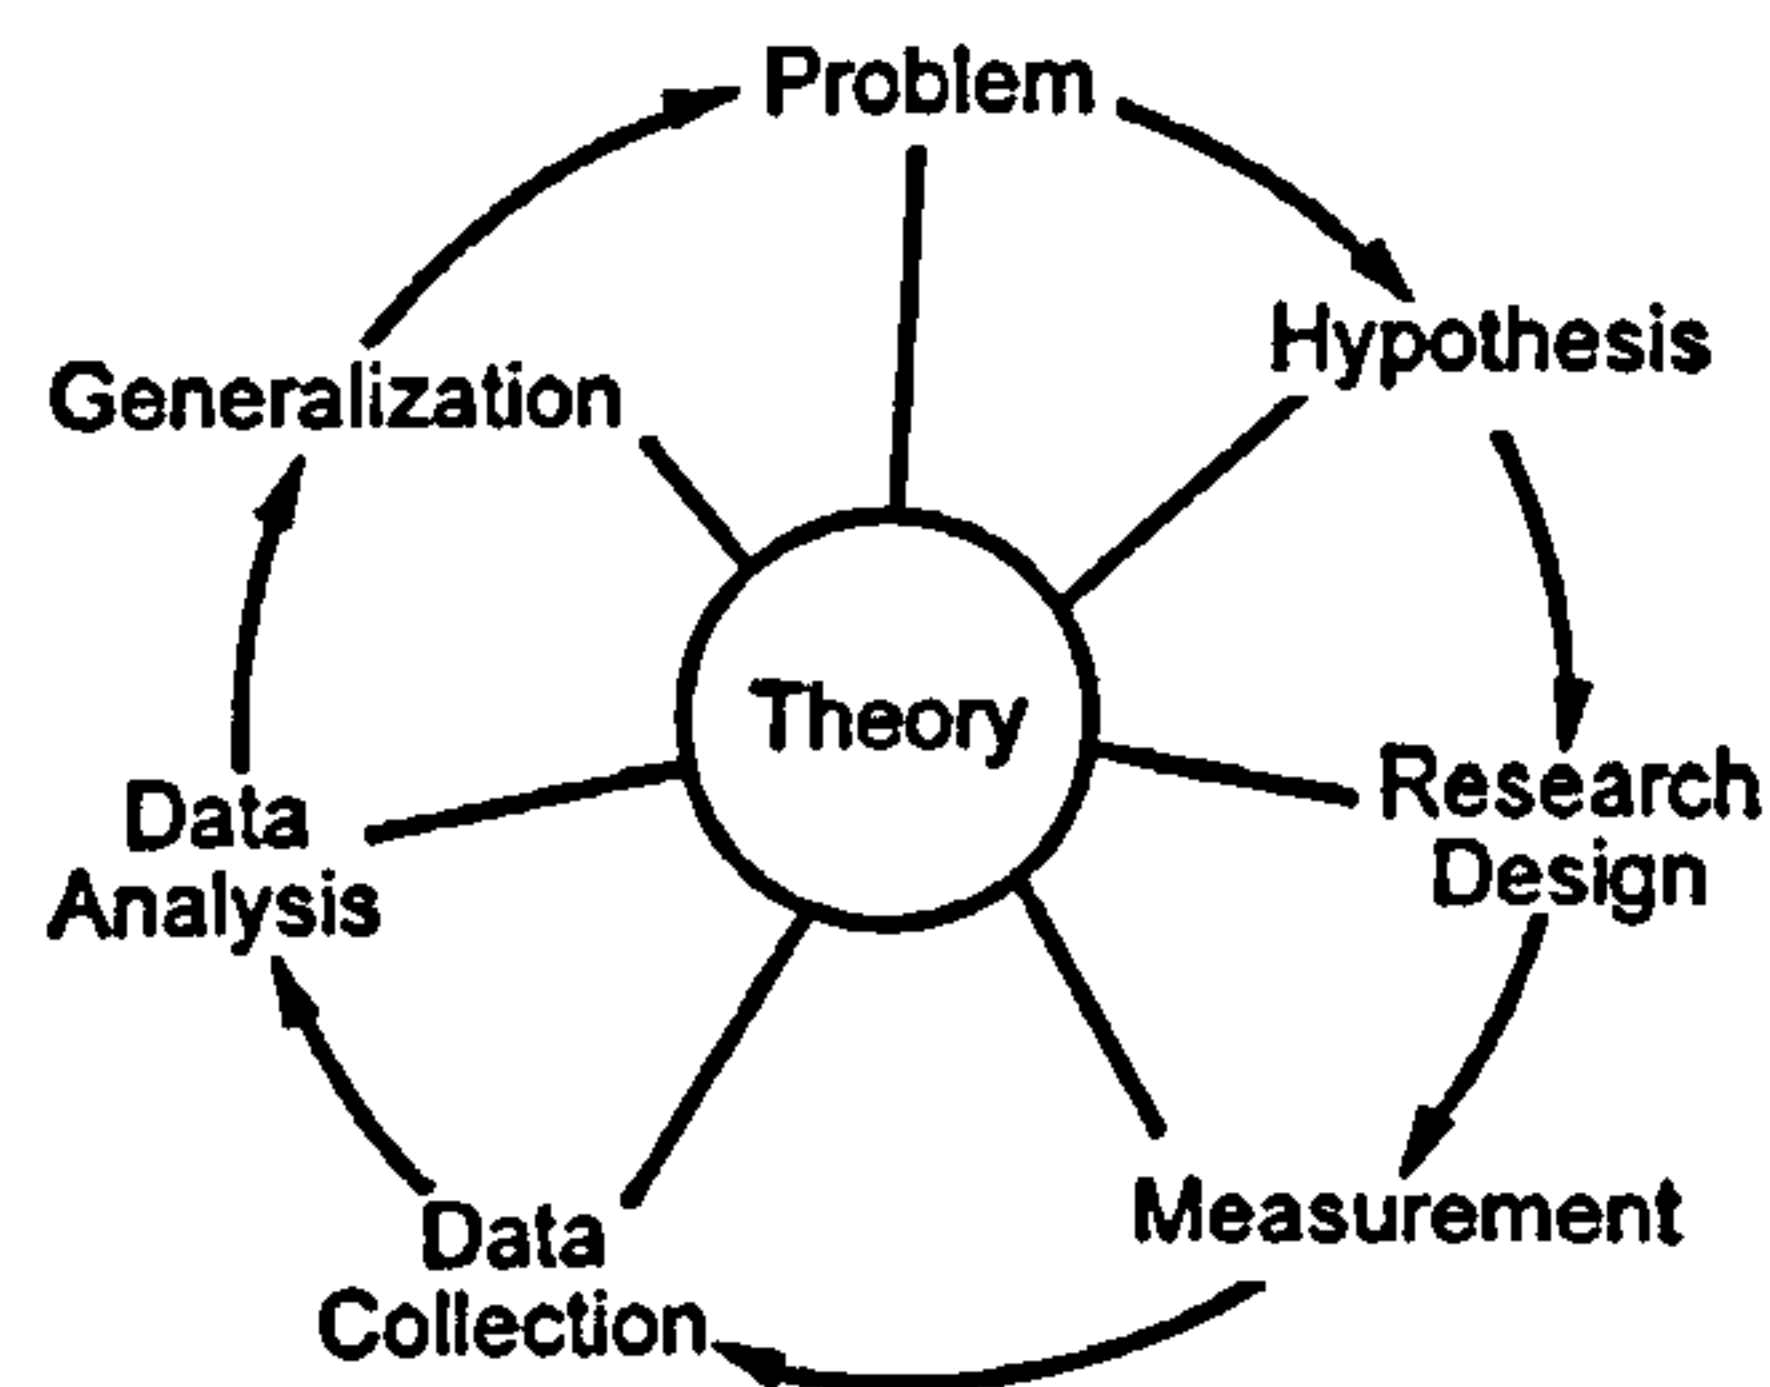 Problem
Hypothesis
Research
Design
Measurement
Data
Collection
Data
Analysis
Generalization
Theory